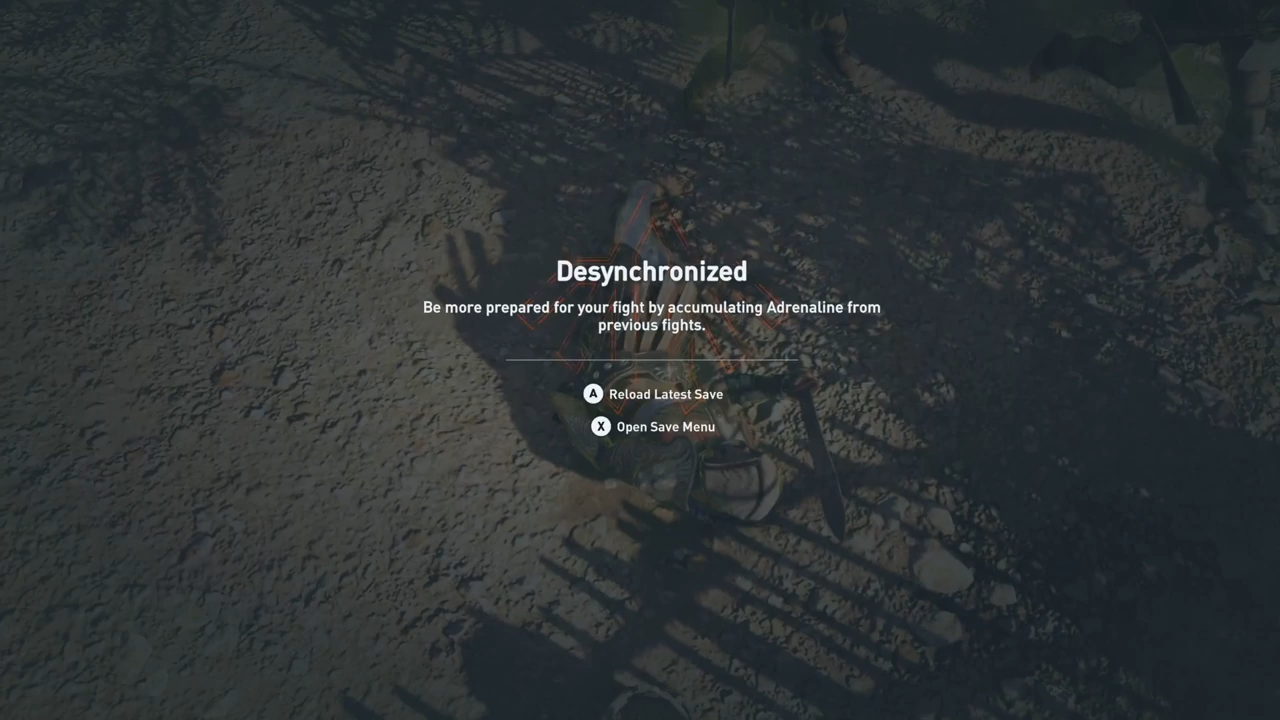 Desynchronized
Be more prepared for your fight by accumulating Adrenaline from
previous fights.
A Reload Latest Save
X Open Save Menu